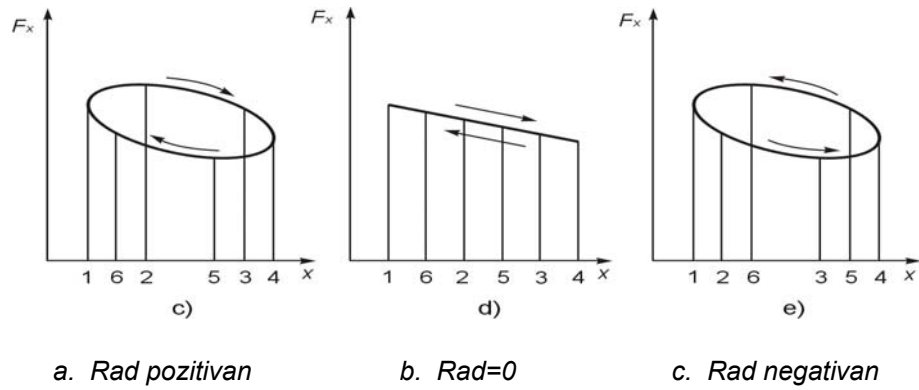 Fx Fx Fx
1 6 2 5 3 4 x 1 6 2 5 3 4 x 1 2 6 3 5 4 x
c) d) e)
a. Rad pozitivan b. Rad=0 c. Rad negativan